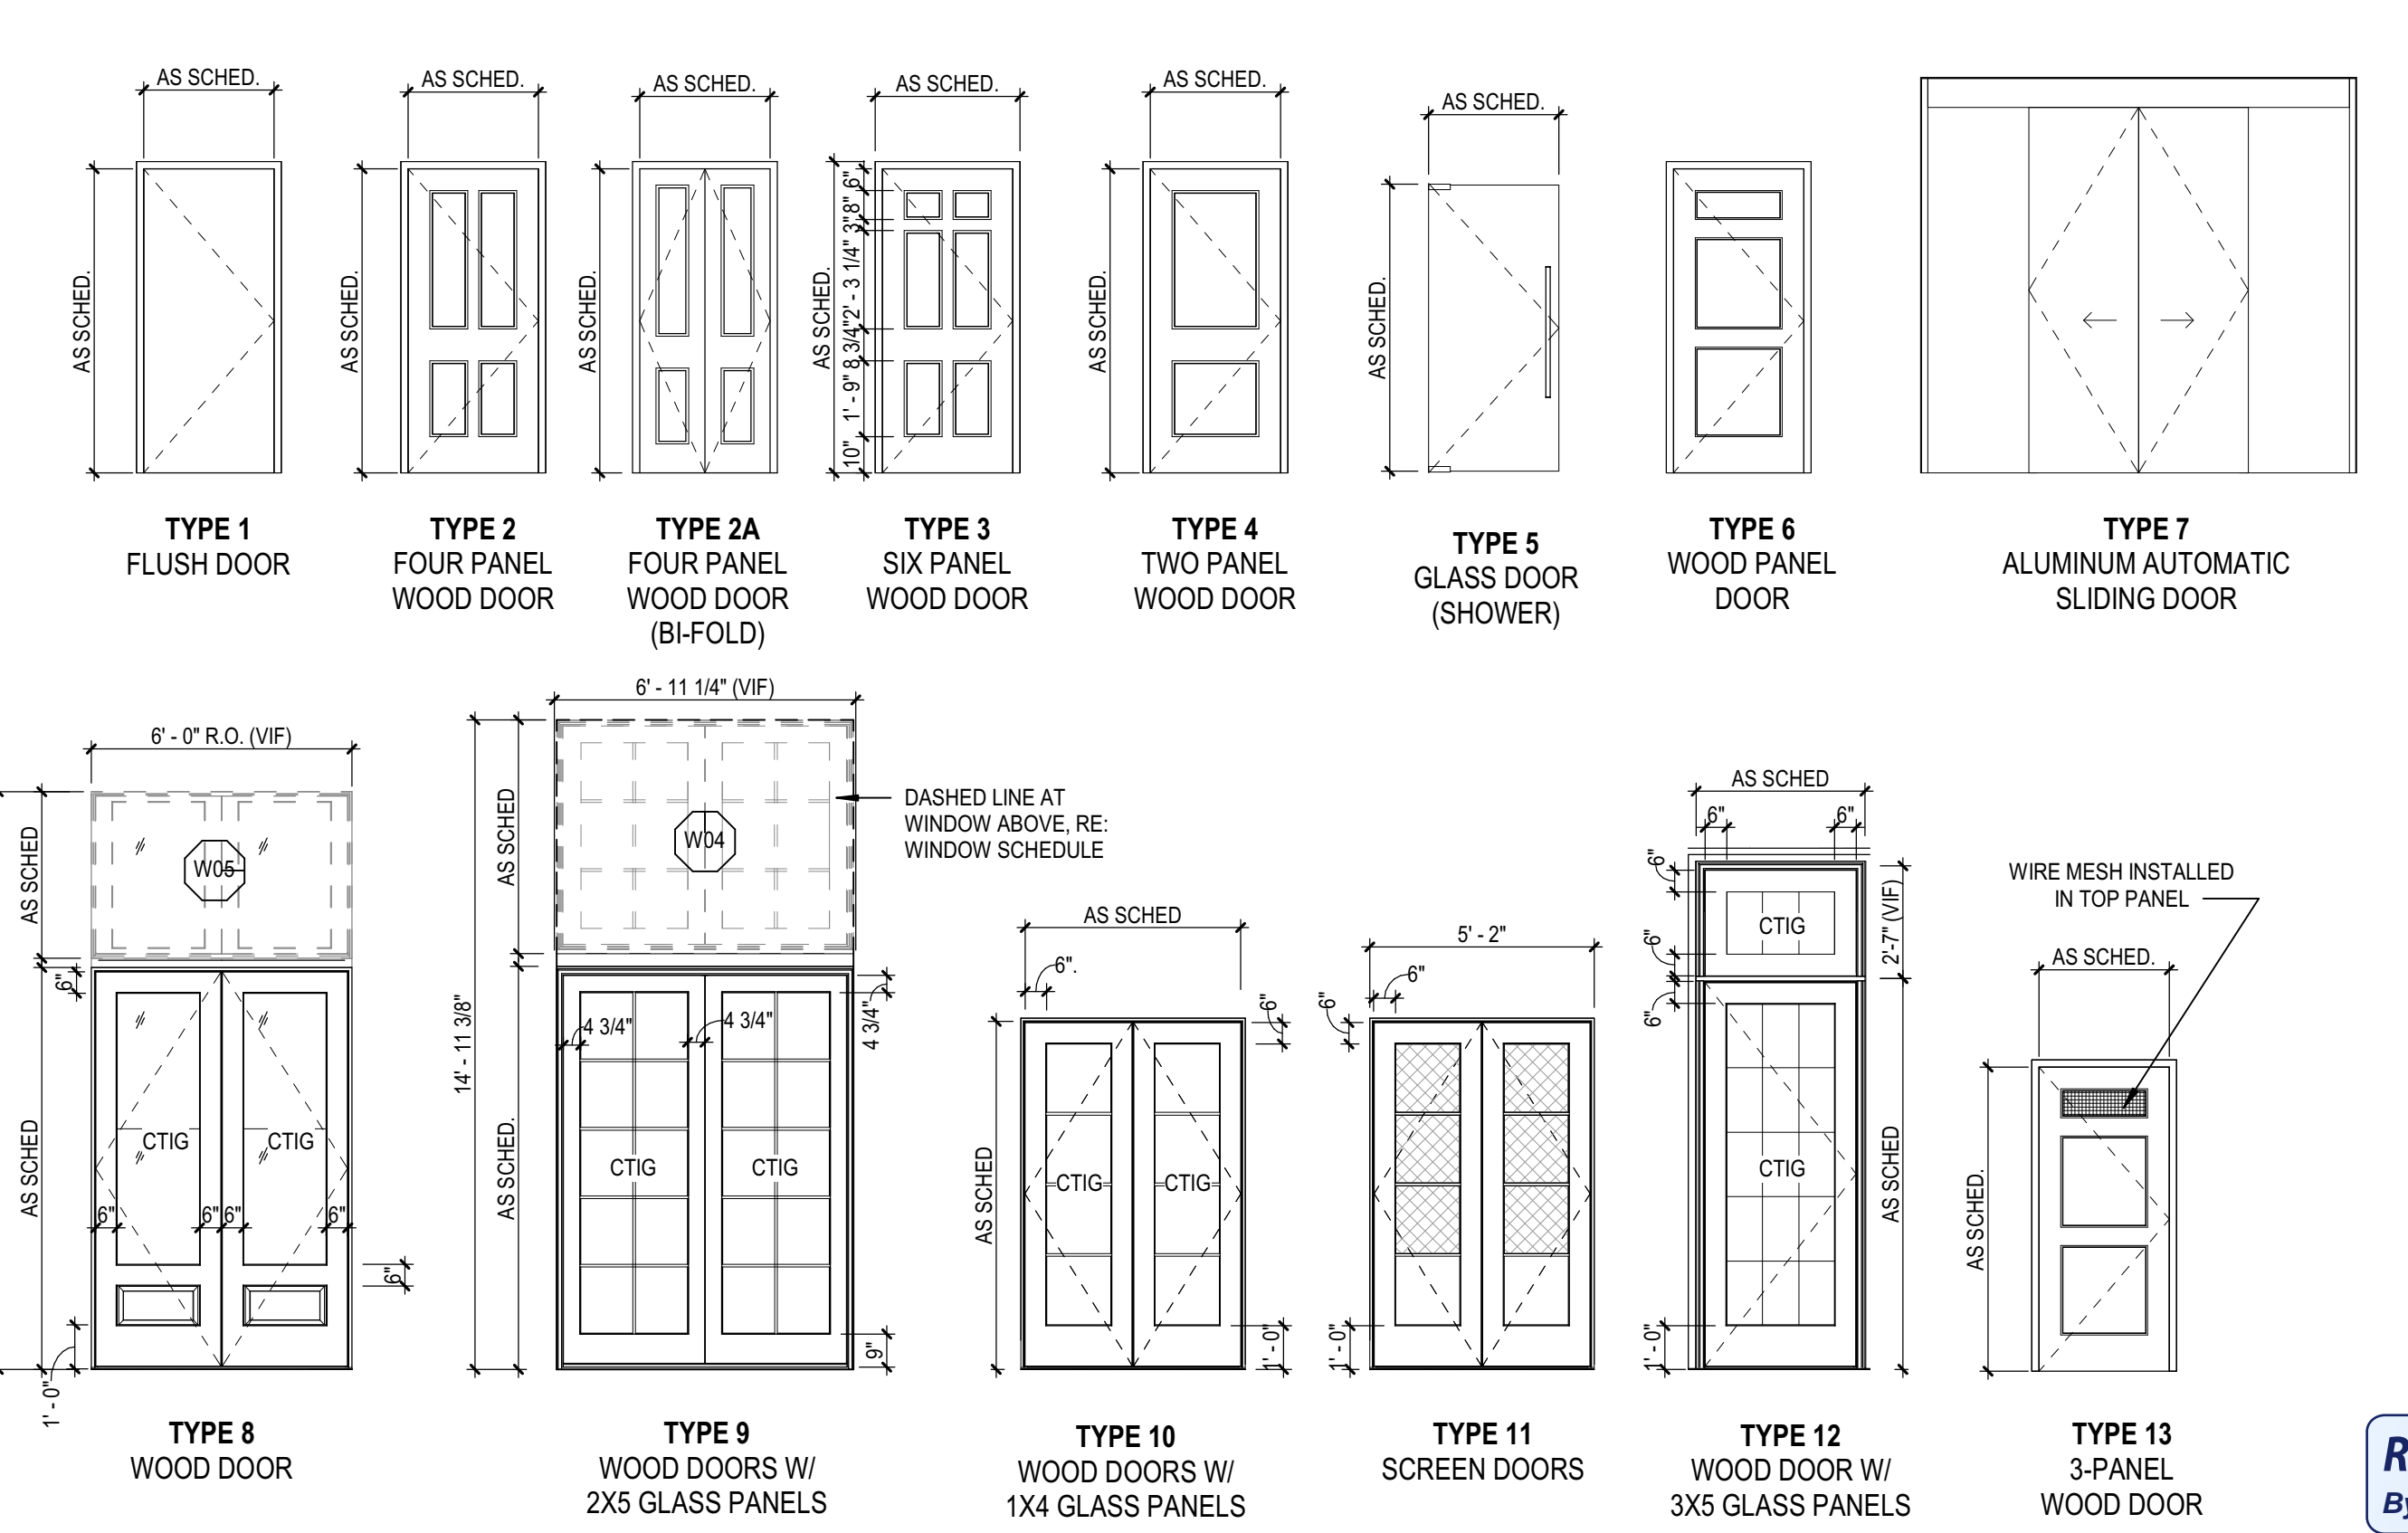 AS SCHED.
AS SCHED.
TYPE 1
FLUSH DOOR
AS SCHED.
AS SCHED.
TYPE 2
FOUR PANEL
WOOD DOOR
AS SCHED.
AS SCHED.
TYPE 2A
FOUR PANEL
WOOD DOOR
(BI-FOLD)
AS SCHED.
AS SCHED.
6"
8"
3"
2' - 3 1/4"
8 3/4"
1' - 9"
10"
TYPE 3
SIX PANEL
WOOD DOOR
AS SCHED.
AS SCHED.
TYPE 4
TWO PANEL
WOOD DOOR
AS SCHED.
AS SCHED.
TYPE 5
GLASS DOOR
(SHOWER)
TYPE 6
WOOD PANEL
DOOR
TYPE 7
ALUMINUM AUTOMATIC
SLIDING DOOR
6' - 0" R.O. (VIF)
AS SCHED
W05
6"
AS SCHED
CTIG
CTIG
6"
6"
6"
6"
6"
1' - 0"
TYPE 8
WOOD DOOR
6' - 11 1/4" (VIF)
AS SCHED
W04
DASHED LINE AT
WINDOW ABOVE, RE:
WINDOW SCHEDULE
14' - 11 3/8"
4 3/4"
4 3/4"
4 3/4"
AS SCHED.
CTIG
CTIG
9"
TYPE 9
WOOD DOORS W/
2X5 GLASS PANELS
AS SCHED
6".
6"
AS SCHED
CTIG
CTIG
1' - 0"
TYPE 10
WOOD DOORS W/
1X4 GLASS PANELS
5' - 2"
6"
6"
1' - 0"
TYPE 11
SCREEN DOORS
AS SCHED
6"
6"
6"
CTIG
2'-7" (VIF)
6"
6"
CTIG
AS SCHED
1' - 0"
TYPE 12
WOOD DOOR W/
3X5 GLASS PANELS
WIRE MESH INSTALLED
IN TOP PANEL
AS SCHED.
AS SCHED.
TYPE 13
3-PANEL
WOOD DOOR